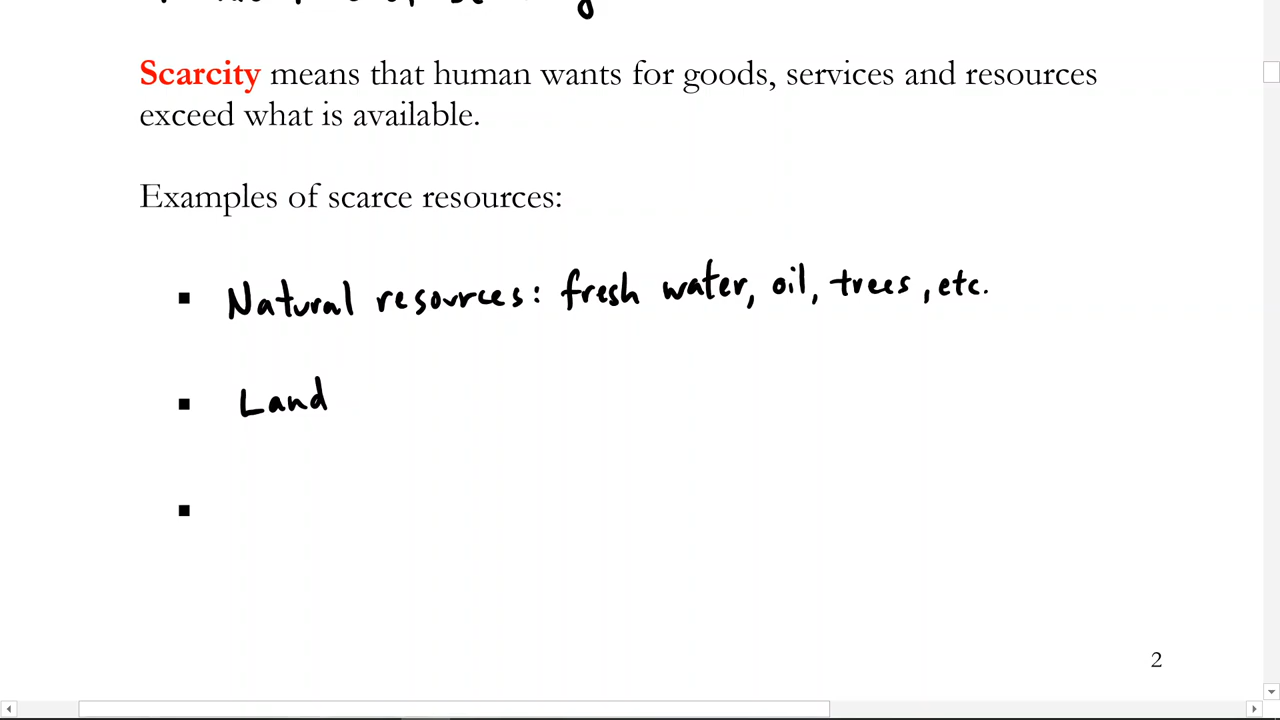 Scarcity means that human wants for goods, services and resources
exceed what is available.
Examples of scarce resources:
▪ Natural resources: fresh water, oil, trees, etc.
▪ Land
▪
2